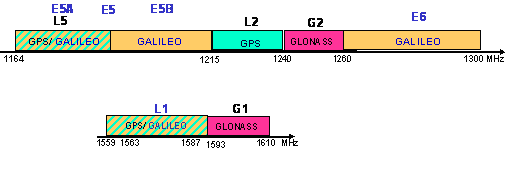 E5A E5 E5B
L5 L2 G2 E6
GPS/ GALILEO GALILEO GPS GLONASS GALILEO
1164 1215 1240 1260 1300 MHz
L1 G1
GPS/ GALILEO GLONASS
1559 1563 1587 1593 1610 MHz